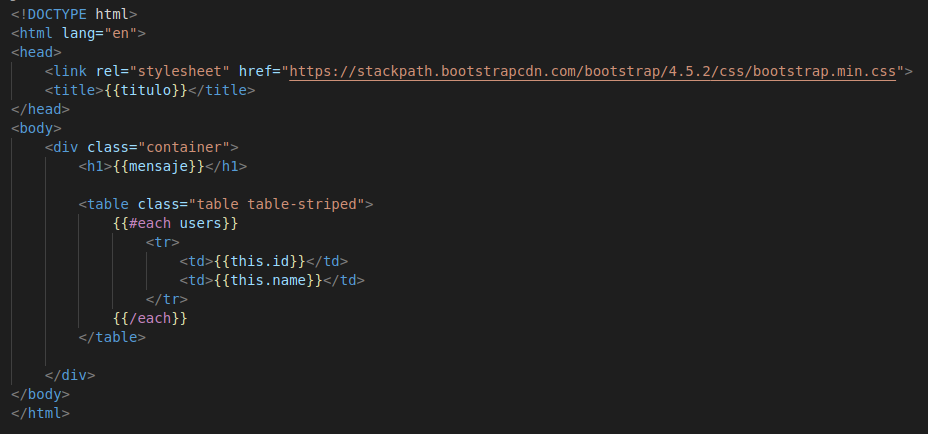 <!DOCTYPE html>
<html lang="en">
<head>
    <link rel="stylesheet" href="https://stackpath.bootstrapcdn.com/bootstrap/4.5.2/css/bootstrap.min.css">
    <title>{{titulo}}</title>
</head>
<body>
    <div class="container">
        <h1>{{mensaje}}</h1>

        <table class="table table-striped">
            {{#each users}}
                <tr>
                    <td>{{this.id}}</td>
                    <td>{{this.name}}</td>
                </tr>
            {{/each}}
        </table>

    </div>
</body>
</html>